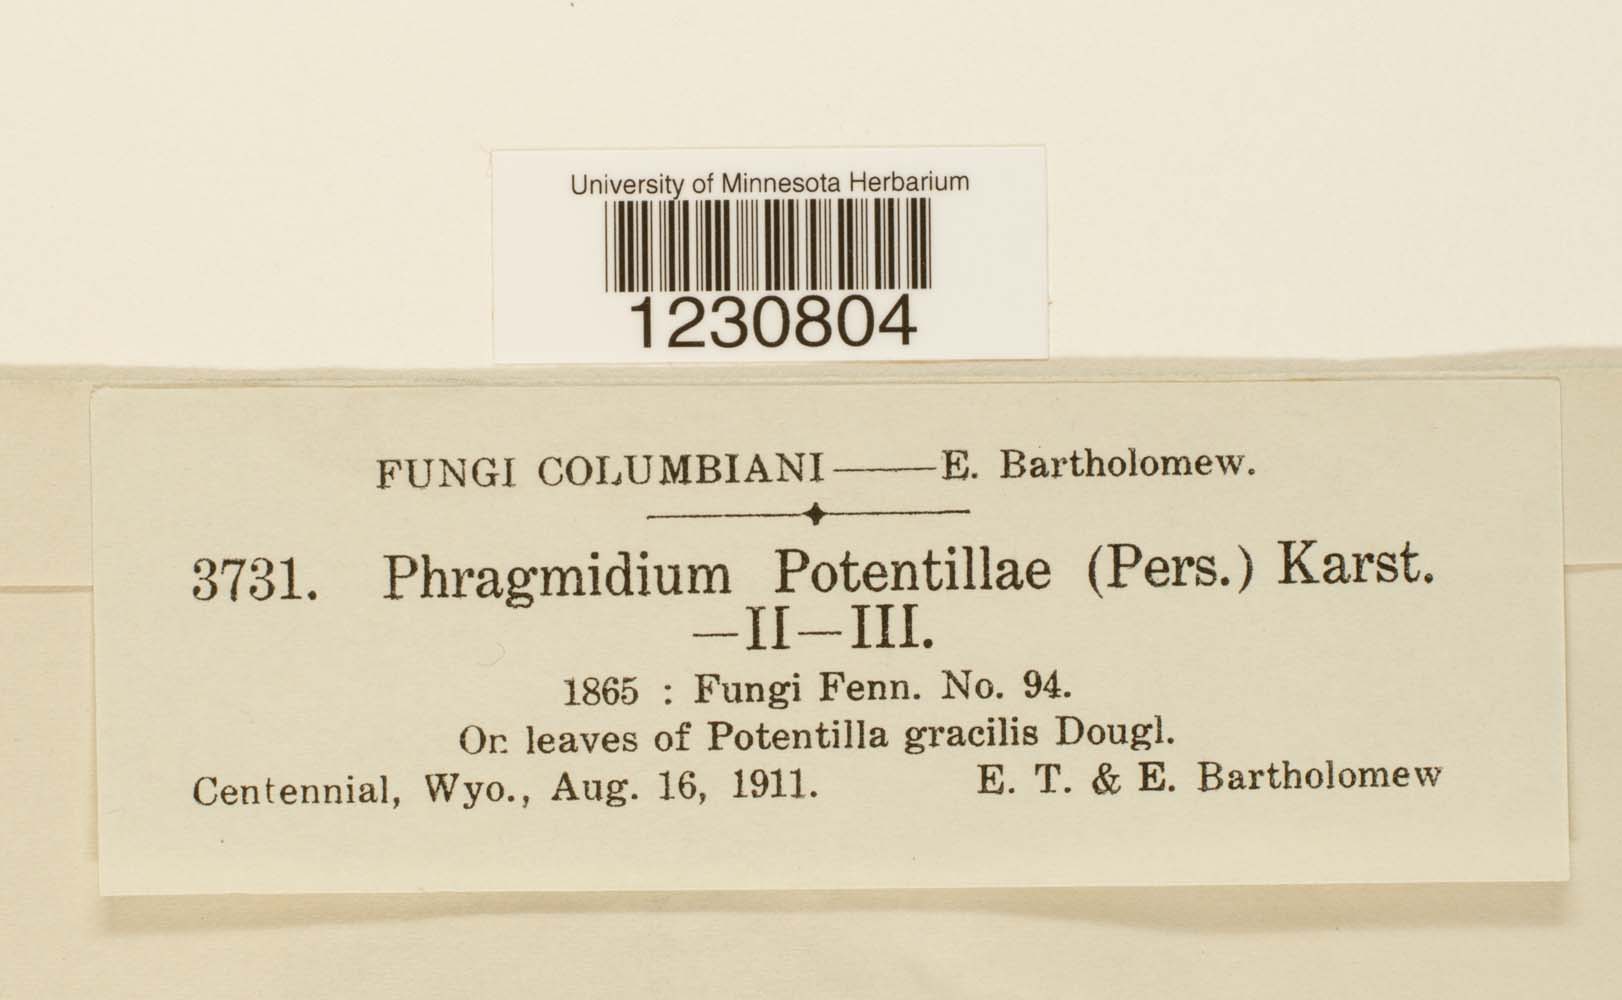 University of Minnesota Herbarium
1230804
FUNGI COLUMBIANI——E. Bartholomew.
3731. Phragmidium Potentillae (Pers.) Karst.
—II—III.
1865 : Fungi Fenn. No. 94.
On leaves of Potentilla gracilis Dougl.
Centennial, Wyo., Aug. 16, 1911. E. T. & E. Bartholomew